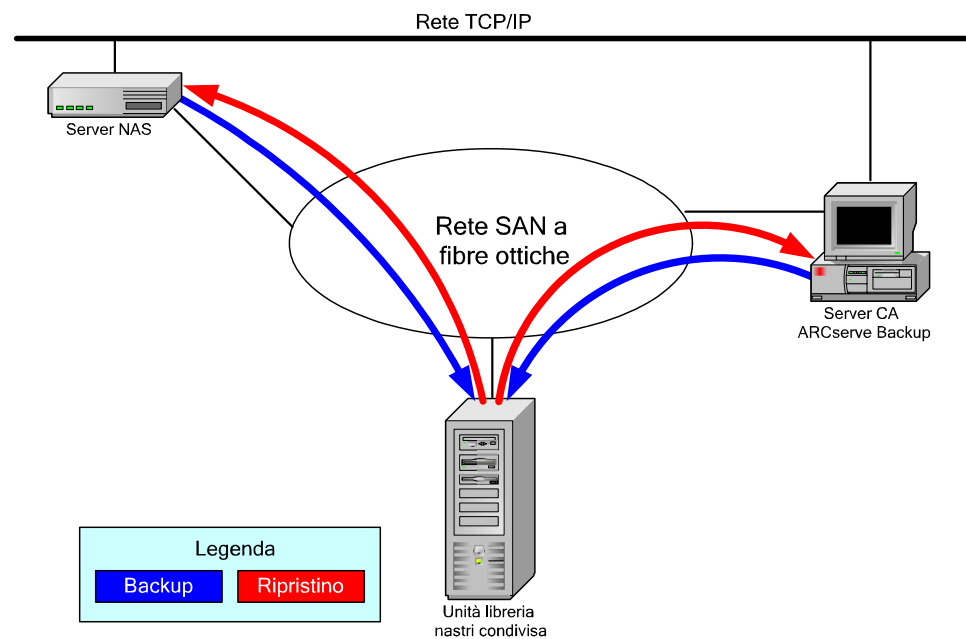 Rete TCP/IP
Server NAS
Rete SAN a
fibre ottiche
Server CA
ARCserve Backup
Unità libreria
nastri condivisa
Legenda
Backup
Ripristino